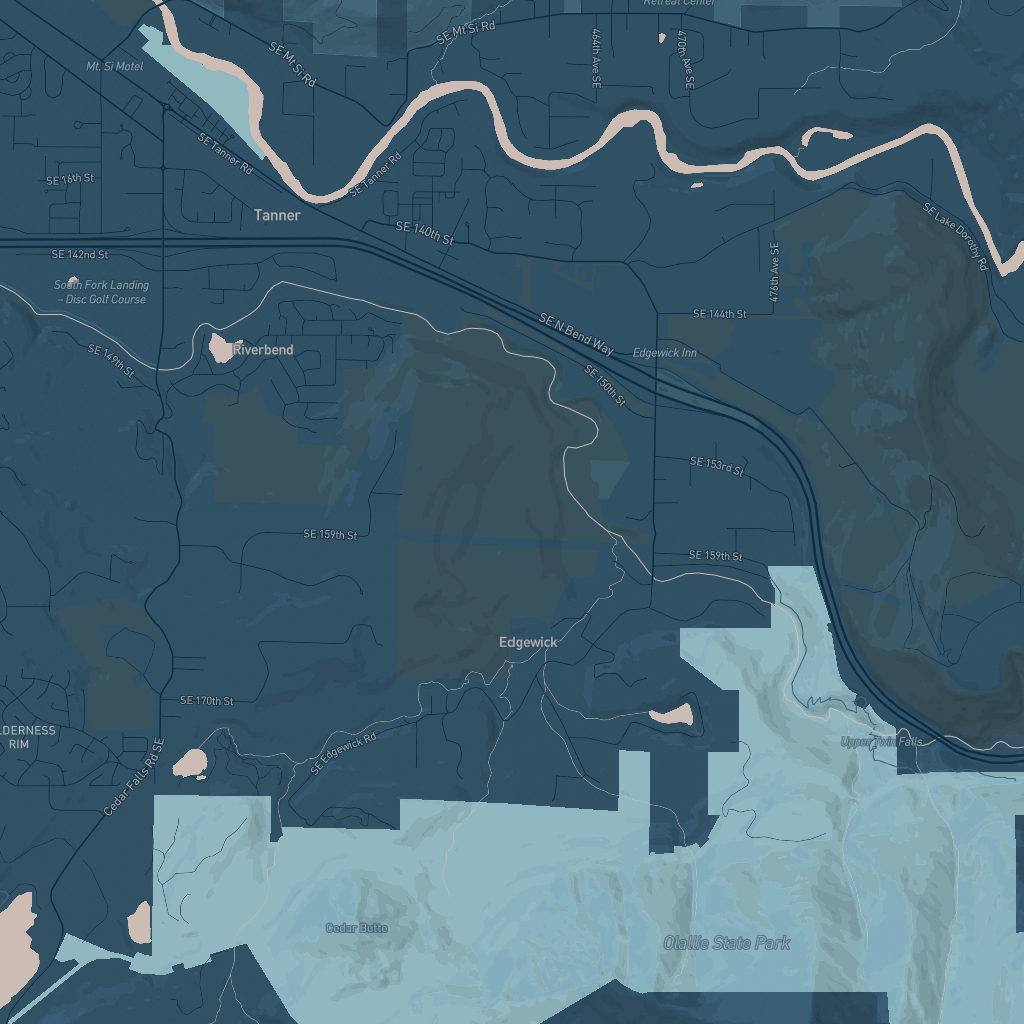 Retreat Center
SE Mt Si Rd
464th Ave SE
470th Ave SE
SE Mt Si Rd
Mt. Si Motel
SE Tanner Rd
SE Tanner Rd
SE 16th St
Tanner
SE 140th St
SE Lake Dorothy Rd
SE 142nd St
476th Ave SE
South Fork Landing
– Disc Golf Course
SE 144th St
SE N Bend Way
Riverbend
Edgewick Inn
SE 149th St
SE 150th St
SE 153rd St
SE 159th St
SE 159th St
Edgewick
SE 170th St
LDERNESS
RIM
Upper Twin Falls
SE Edgewick Rd
Cedar Falls Rd SE
Cedar Butte
Olallie State Park